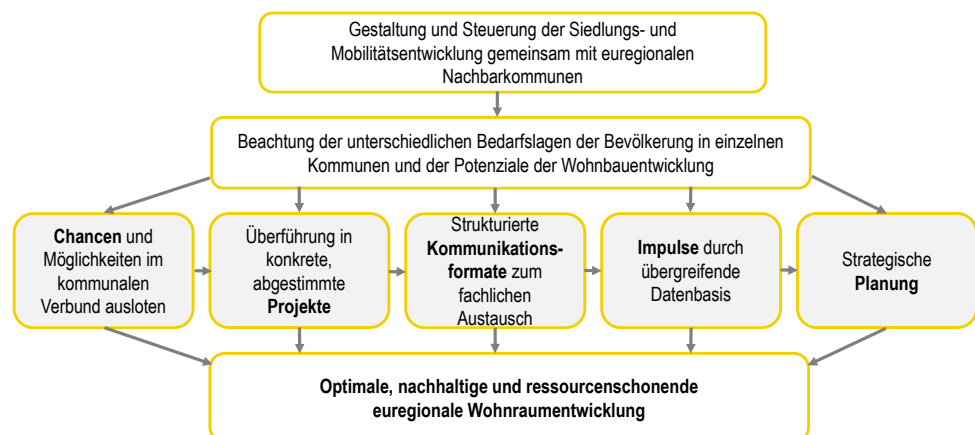 Gestaltung und Steuerung der Siedlungs- und
Mobilitätsentwicklung gemeinsam mit euregionalen
Nachbarkommunen
Beachtung der unterschiedlichen Bedarfslagen der Bevölkerung in einzelnen
Kommunen und der Potenziale der Wohnbauentwicklung
Chancen und
Möglichkeiten im
kommunalen
Verbund ausloten
Überführung in
konkrete,
abgestimmte
Projekte
Strukturierte
Kommunikations-
formate zum
fachlichen
Austausch
Impulse durch
übergreifende
Datenbasis
Strategische
Planung
Optimale, nachhaltige und ressourcenschonende
euregionale Wohnraumentwicklung